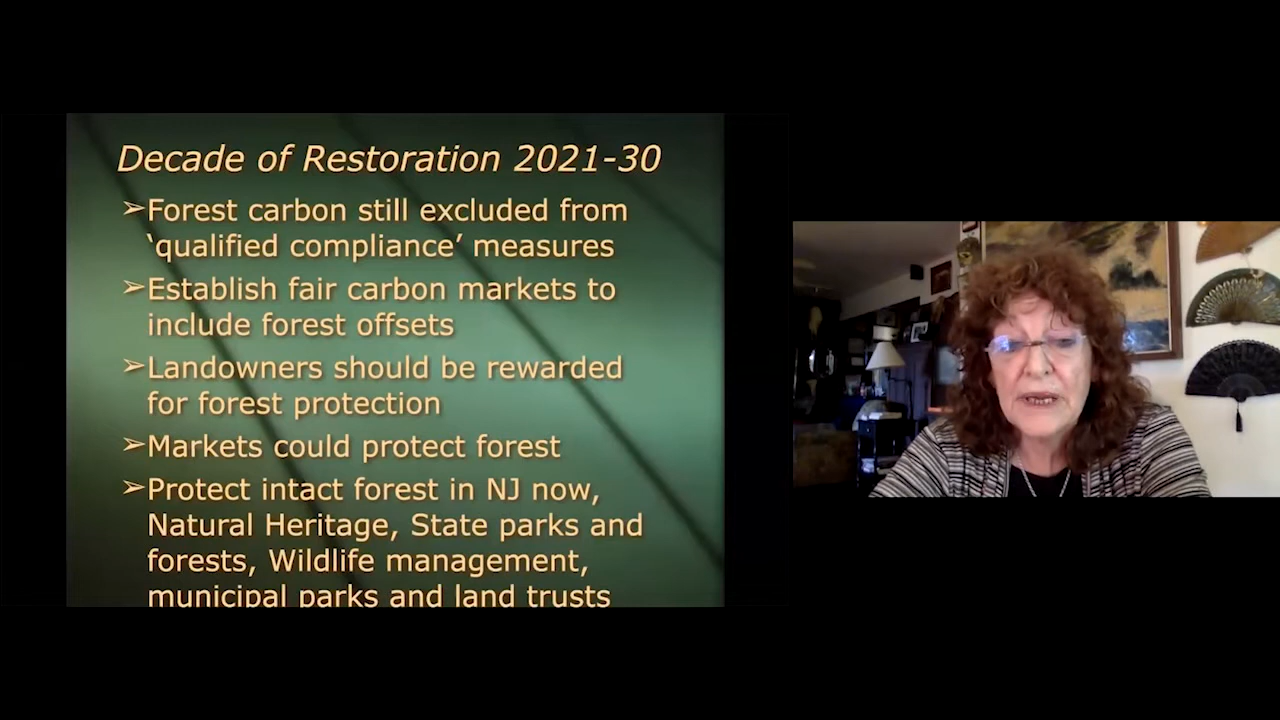 Decade of Restoration 2021-30
➢Forest carbon still excluded from
‘qualified compliance’ measures
➢Establish fair carbon markets to
include forest offsets
➢Landowners should be rewarded
for forest protection
➢Markets could protect forest
➢Protect intact forest in NJ now,
Natural Heritage, State parks and
forests, Wildlife management,
municipal parks and land trusts